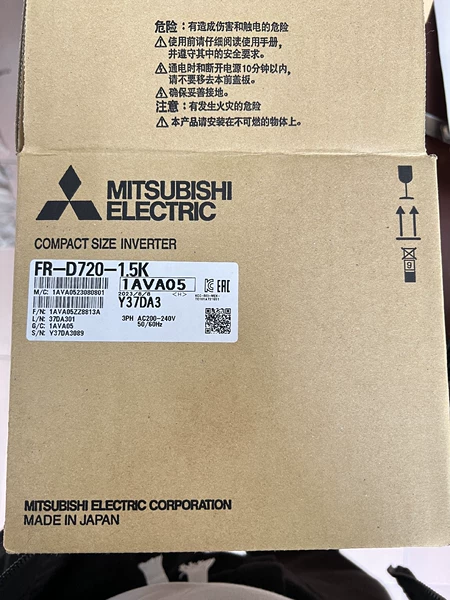 危险：有造成伤害和触电的危险
使用前请仔细阅读使用手册，
并遵守其中的安全要求。
通电时和断开电源10分钟以内，
请不要移去本前盖板。
确保妥善接地。
注意：有发生火灾的危险
本产品请安装在不可燃的物体上。
MITSUBISHI
ELECTRIC
COMPACT SIZE INVERTER
FR-D720-1.5K
1AVA05
M/C: 1AVA05Z3080801
2023/8/8 <H>
Y37DA3
EAC
F/N: 1AVA05ZZ8813A
L/N: 37DA301
3PH AC200-240V
G/C: 1AVA05
50/60Hz
S/N: Y37DA3089
9
MITSUBISHI ELECTRIC CORPORATION
MADE IN JAPAN